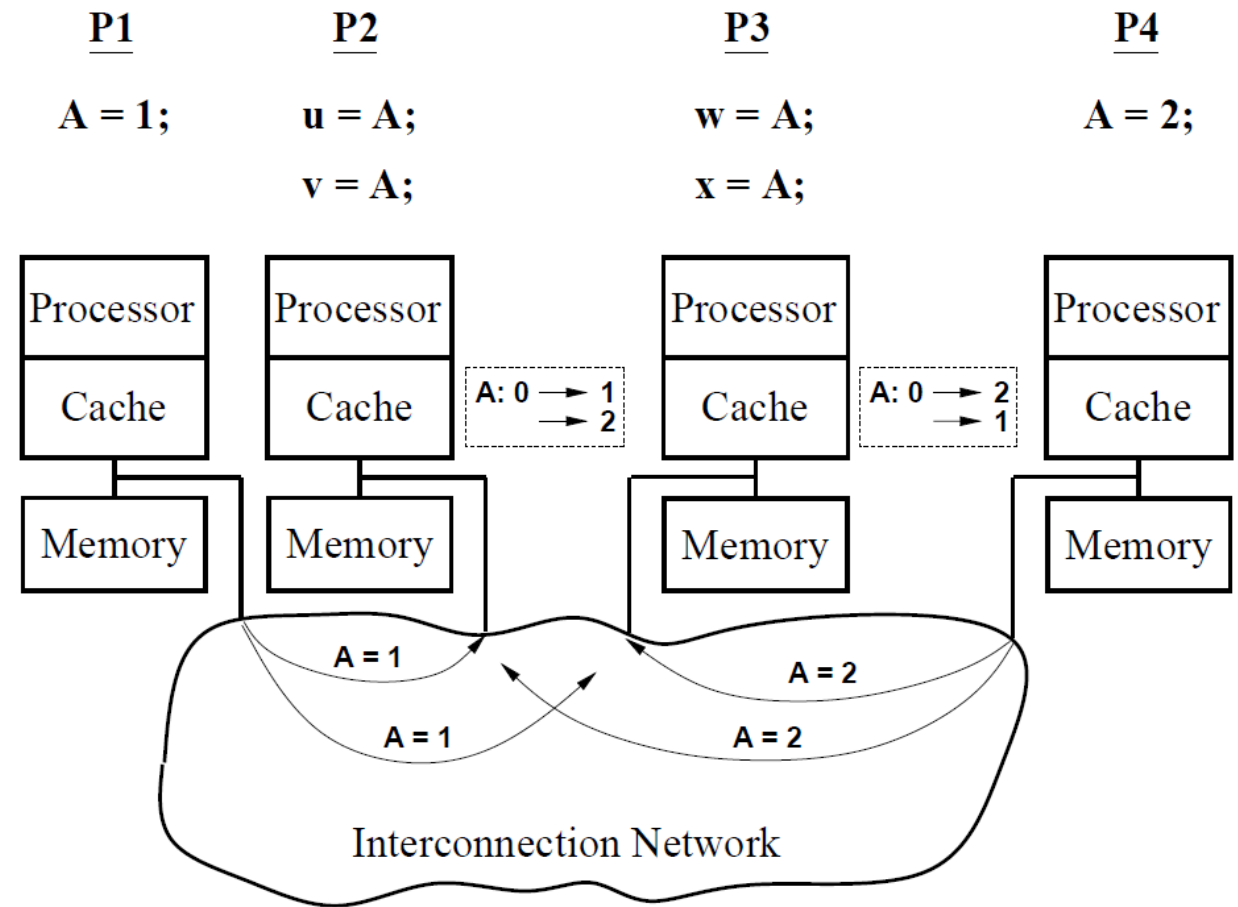 P1 P2 P3 P4
A = 1; u = A; w = A; A = 2;
v = A; x = A;
Processor Processor Processor Processor
A: 0 → 1 A: 0 → 2
Cache Cache Cache Cache
→ 2 → 1
Memory Memory Memory Memory
A = 1 A = 2
A = 1 A = 2
Interconnection Network